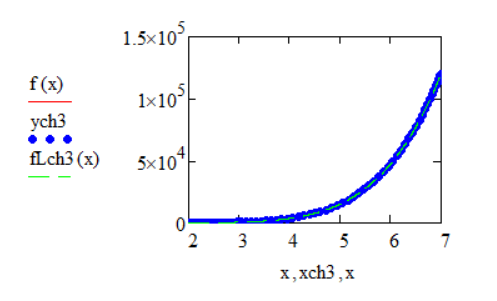 1.5×10⁵
1×10⁵
5×10⁴
0
f(x)
ych3
fLch3(x)
2 3 4 5 6 7
x,xch3,x